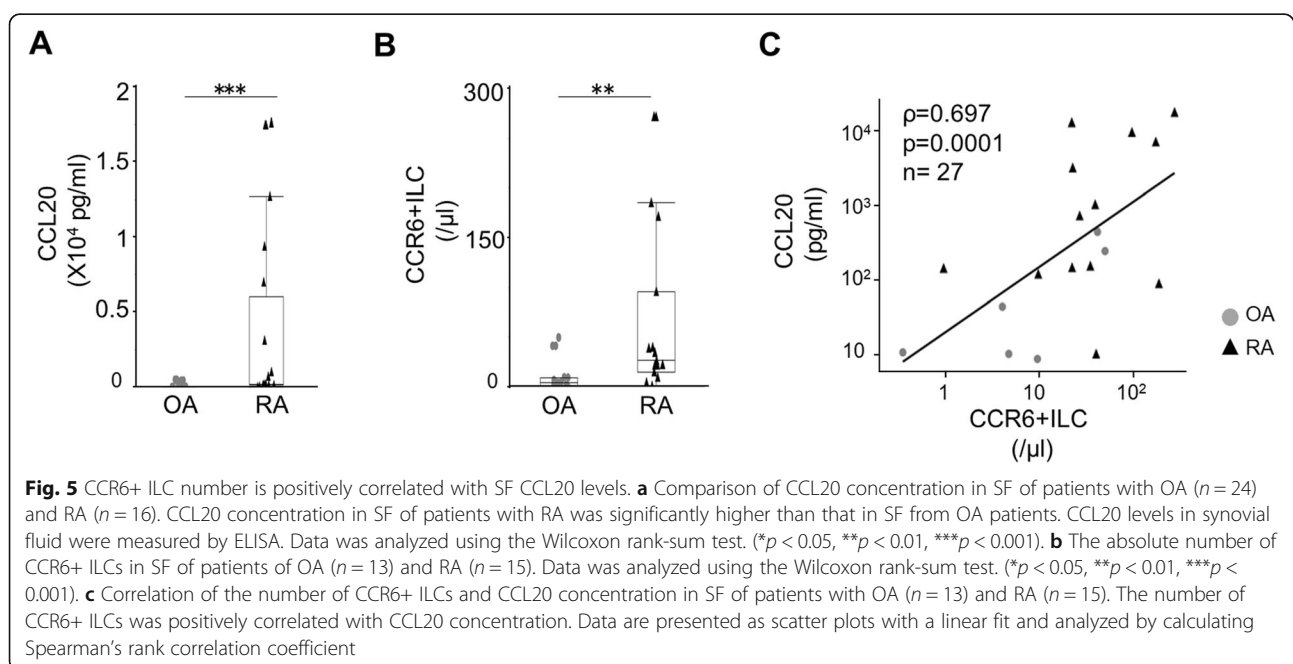 A
B
C
***
**
2
1.5
1
0.5
0
CCL20
(X10⁴ pg/ml)
OA
RA
300
150
0
CCR6+ILC
(/µl)
OA
RA
ρ=0.697
p=0.0001
n= 27
10⁴
10³
10²
10
CCL20
(pg/ml)
1
10
10²
CCR6+ILC
(/µl)
OA
RA
Fig. 5 CCR6+ ILC number is positively correlated with SF CCL20 levels. a Comparison of CCL20 concentration in SF of patients with OA (n = 24)
and RA (n = 16). CCL20 concentration in SF of patients with RA was significantly higher than that in SF from OA patients. CCL20 levels in synovial
fluid were measured by ELISA. Data was analyzed using the Wilcoxon rank-sum test. (*p < 0.05, **p < 0.01, ***p < 0.001). b The absolute number of
CCR6+ ILCs in SF of patients of OA (n = 13) and RA (n = 15). Data was analyzed using the Wilcoxon rank-sum test. (*p < 0.05, **p < 0.01, ***p <
0.001). c Correlation of the number of CCR6+ ILCs and CCL20 concentration in SF of patients with OA (n = 13) and RA (n = 15). The number of
CCR6+ ILCs was positively correlated with CCL20 concentration. Data are presented as scatter plots with a linear fit and analyzed by calculating
Spearman's rank correlation coefficient